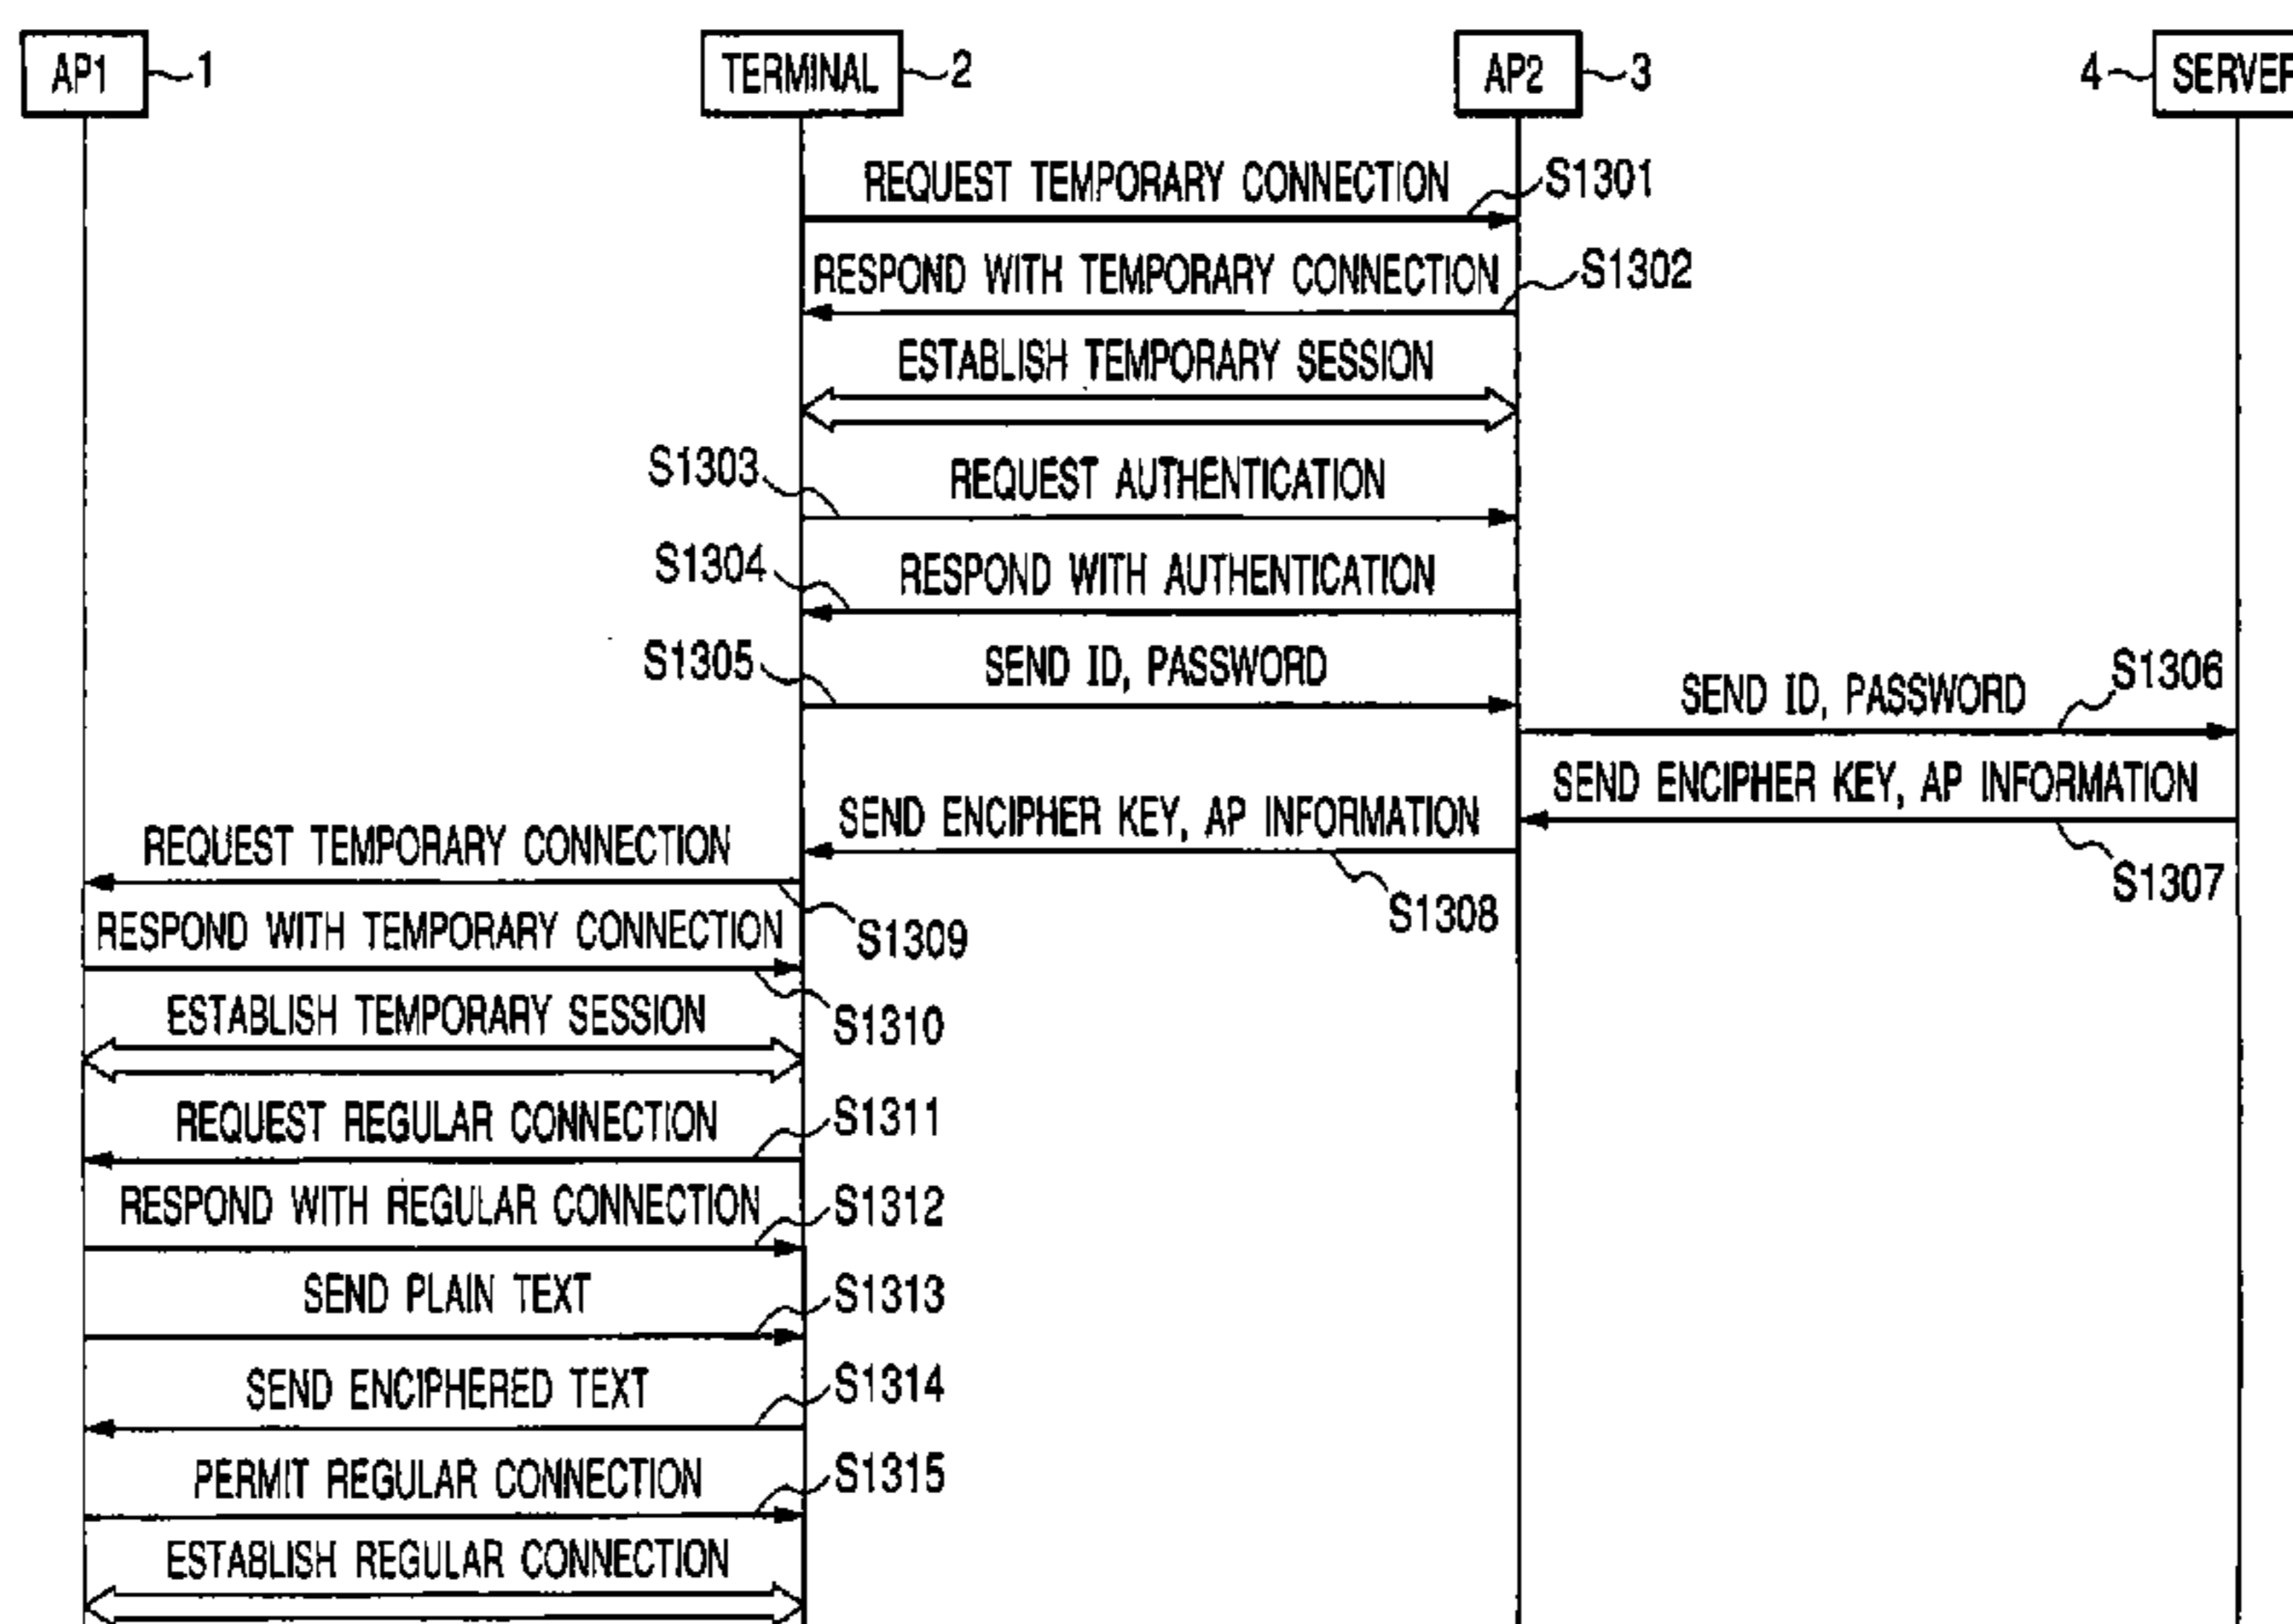 AP1
1
TERMINAL
2
AP2
3
4
SERVER
REQUEST TEMPORARY CONNECTION
S1301
RESPOND WITH TEMPORARY CONNECTION
S1302
ESTABLISH TEMPORARY SESSION
S1303
REQUEST AUTHENTICATION
S1304
RESPOND WITH AUTHENTICATION
S1305
SEND ID, PASSWORD
SEND ID, PASSWORD
S1306
SEND ENCIPHER KEY, AP INFORMATION
S1307
SEND ENCIPHER KEY, AP INFORMATION
S1308
REQUEST TEMPORARY CONNECTION
S1309
RESPOND WITH TEMPORARY CONNECTION
S1310
ESTABLISH TEMPORARY SESSION
REQUEST REGULAR CONNECTION
S1311
RESPOND WITH REGULAR CONNECTION
S1312
SEND PLAIN TEXT
S1313
SEND ENCIPHERED TEXT
S1314
PERMIT REGULAR CONNECTION
S1315
ESTABLISH REGULAR CONNECTION